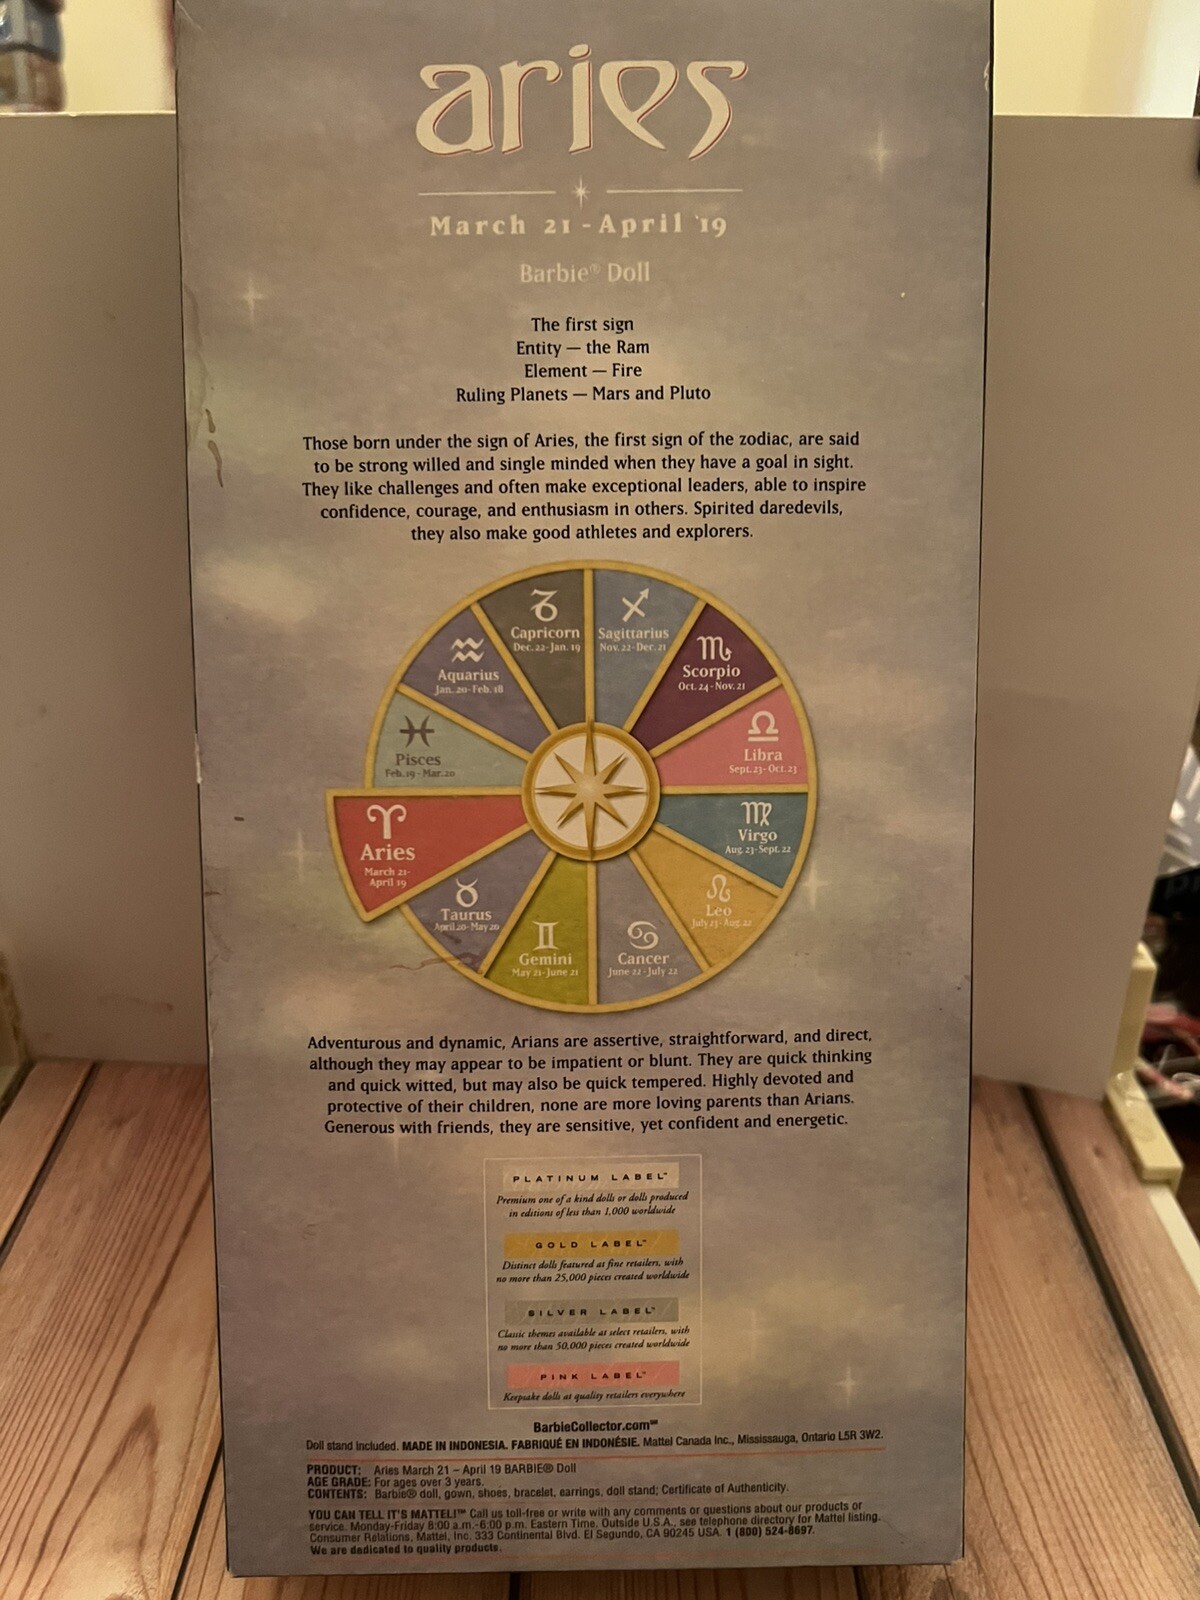 aries
March 21 - April 19
Barbie® Doll
The first sign
Entity — the Ram
Element — Fire
Ruling Planets — Mars and Pluto
Those born under the sign of Aries, the first sign of the zodiac, are said
to be strong willed and single minded when they have a goal in sight.
They like challenges and often make exceptional leaders, able to inspire
confidence, courage, and enthusiasm in others. Spirited daredevils,
they also make good athletes and explorers.
Capricorn
Dec. 22-Jan. 19
Sagittarius
Nov. 22-Dec. 21
Scorpio
Oct. 24-Nov. 21
Aquarius
Jan. 20-Feb. 18
Libra
Sept. 23-Oct. 23
Pisces
Feb. 19-Mar. 20
Virgo
Aug. 23-Sept. 22
Aries
March 21-
April 19
Leo
July 23-Aug. 22
Taurus
April 20-May 20
Gemini
May 21-June 21
Cancer
June 22-July 22
Adventurous and dynamic, Arians are assertive, straightforward, and direct,
although they may appear to be impatient or blunt. They are quick thinking
and quick witted, but may also be quick tempered. Highly devoted and
protective of their children, none are more loving parents than Arians.
Generous with friends, they are sensitive, yet confident and energetic.
PLATINUM LABEL™
Premium one of a kind dolls or dolls produced
in editions of less than 1,000 worldwide
GOLD LABEL™
Distinct dolls featured at fine retailers, with
no more than 25,000 pieces created worldwide
SILVER LABEL™
Classic themes available at select retailers, with
no more than 50,000 pieces created worldwide
PINK LABEL™
Keepsake dolls at quality retailers everywhere
BarbieCollector.com℠
Doll stand included. MADE IN INDONESIA. FABRIQUÉ EN INDONÉSIE. Mattel Canada Inc., Mississauga, Ontario L5R 3W2.
PRODUCT: Aries March 21 – April 19 BARBIE® Doll
AGE GRADE: For ages over 3 years.
CONTENTS: Barbie® doll, gown, shoes, bracelet, earrings, doll stand; Certificate of Authenticity.
YOU CAN TELL IT'S MATTEL!™ Call us toll-free or write with any comments or questions about our products or
service. Monday-Friday 8:00 a.m.-6:00 p.m. Eastern Time. Outside U.S.A., see telephone directory for Mattel listing.
Consumer Relations, Mattel, Inc. 333 Continental Blvd. El Segundo, CA 90245 USA. 1 (800) 524-8697.
We are dedicated to quality products.